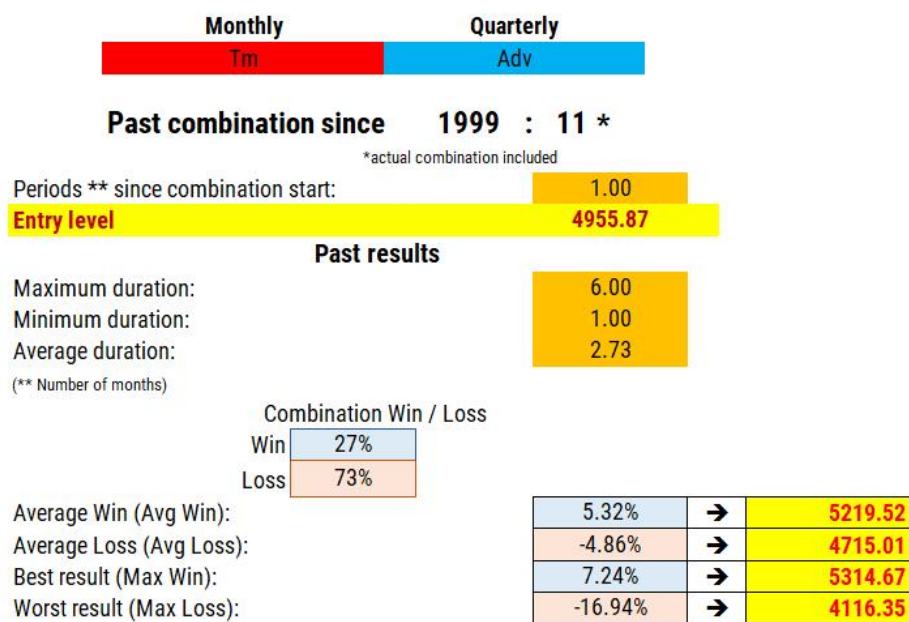 Monthly Quarterly
Tm Adv
Past combination since 1999 : 11 *
*actual combination included
Periods ** since combination start: 1.00
Entry level 4955.87
Past results
Maximum duration: 6.00
Minimum duration: 1.00
Average duration: 2.73
(** Number of months)
Combination Win / Loss
Win 27%
Loss 73%
Average Win (Avg Win): 5.32% ➔ 5219.52
Average Loss (Avg Loss): -4.86% ➔ 4715.01
Best result (Max Win): 7.24% ➔ 5314.67
Worst result (Max Loss): -16.94% ➔ 4116.35